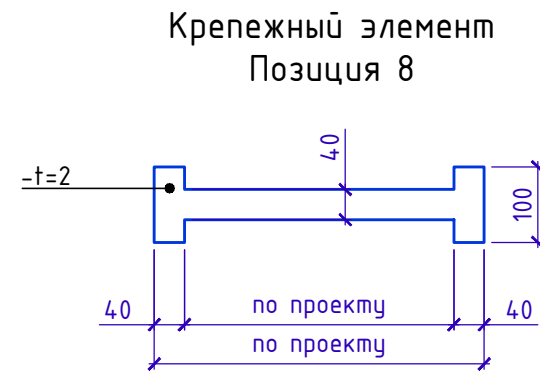 Крепежный элемент
Позиция 8
40
-t=2
100
40
по проекту
40
по проекту